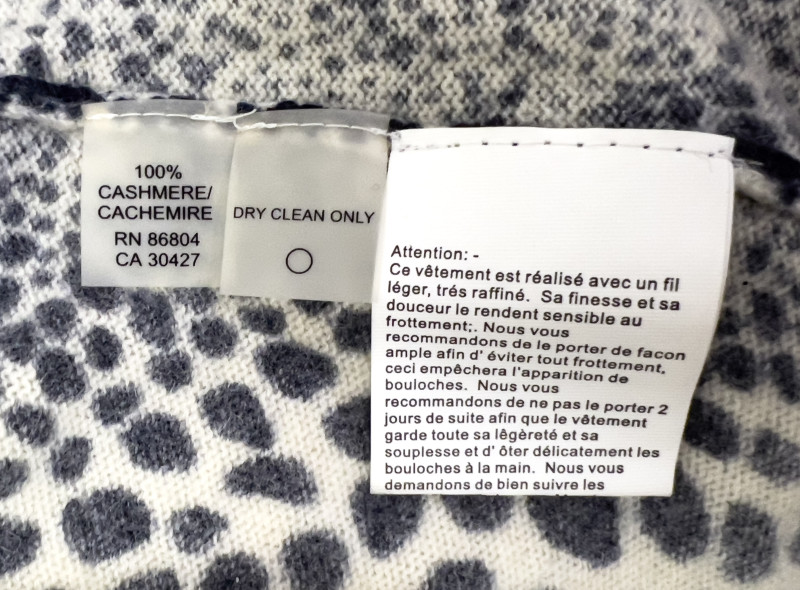 100%
CASHMERE/
CACHEMIRE
RN 86804
CA 30427
DRY CLEAN ONLY
Attention: -
Ce vêtement est réalisé avec un fil
léger, trés raffiné. Sa finesse et sa
douceur le rendent sensible au
frottement;. Nous vous
recommandons de le porter de facon
ample afin d' éviter tout frottement,
ceci empêchera l'apparition de
bouloches. Nous vous
recommandons de ne pas le porter 2
jours de suite afin que le vêtement
garde toute sa lêgèreté et sa
souplesse et d' ôter délicatement les
bouloches à la main. Nous vous
demandons de bien suivre les